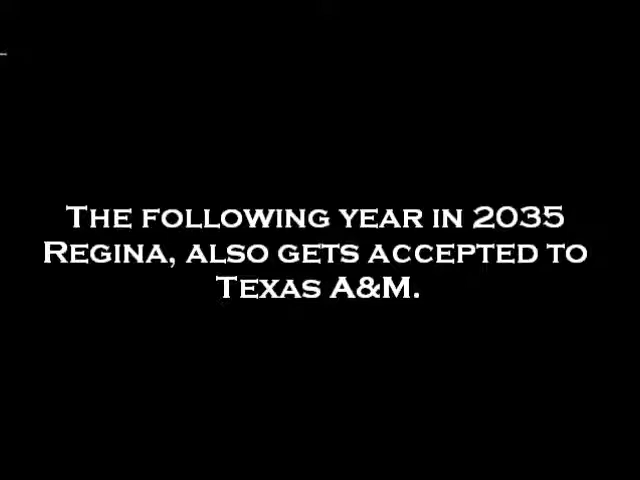 The following year in 2035
Regina, also gets accepted to
Texas A&M.